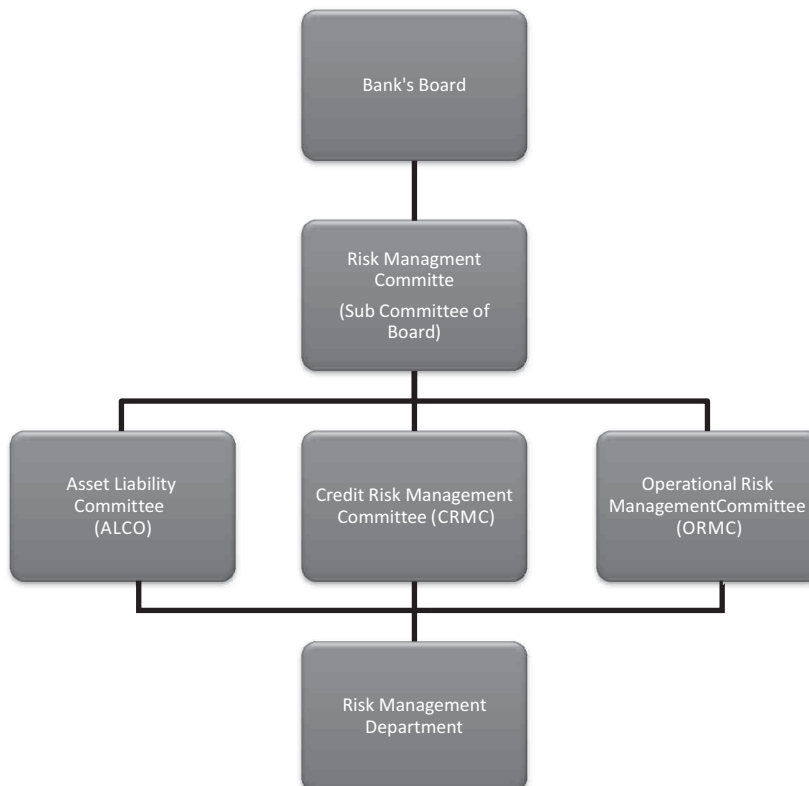 Bank's Board
Risk Managment
Committe
(Sub Committee of
Board)
Asset Liability
Committee
(ALCO)
Credit Risk Management
Committee (CRMC)
Operational Risk
ManagementCommittee
(ORMC)
Risk Management
Department